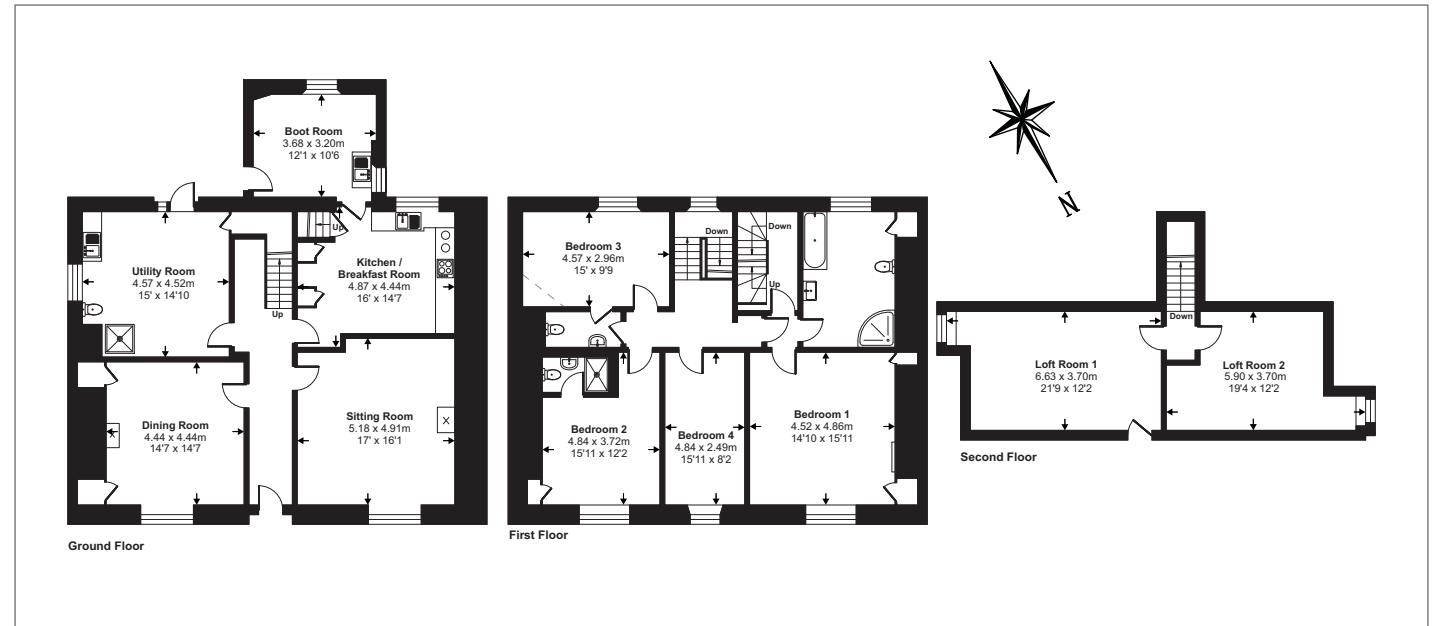 Boot Room
3.68 x 3.20m
12'1 x 10'6
Up
Utility Room
4.57 x 4.52m
15' x 14'10
Kitchen /
Breakfast Room
4.87 x 4.44m
16' x 14'7
Up
Dining Room
4.44 x 4.44m
14'7 x 14'7
X
Sitting Room
5.18 x 4.91m
17' x 16'1
X
Ground Floor
Bedroom 3
4.57 x 2.96m
15' x 9'9
Down
Down
Up
Bedroom 2
4.84 x 3.72m
15'11 x 12'2
Bedroom 4
4.84 x 2.49m
15'11 x 8'2
Bedroom 1
4.52 x 4.86m
14'10 x 15'11
First Floor
N
Down
Loft Room 1
6.63 x 3.70m
21'9 x 12'2
Loft Room 2
5.90 x 3.70m
19'4 x 12'2
Second Floor